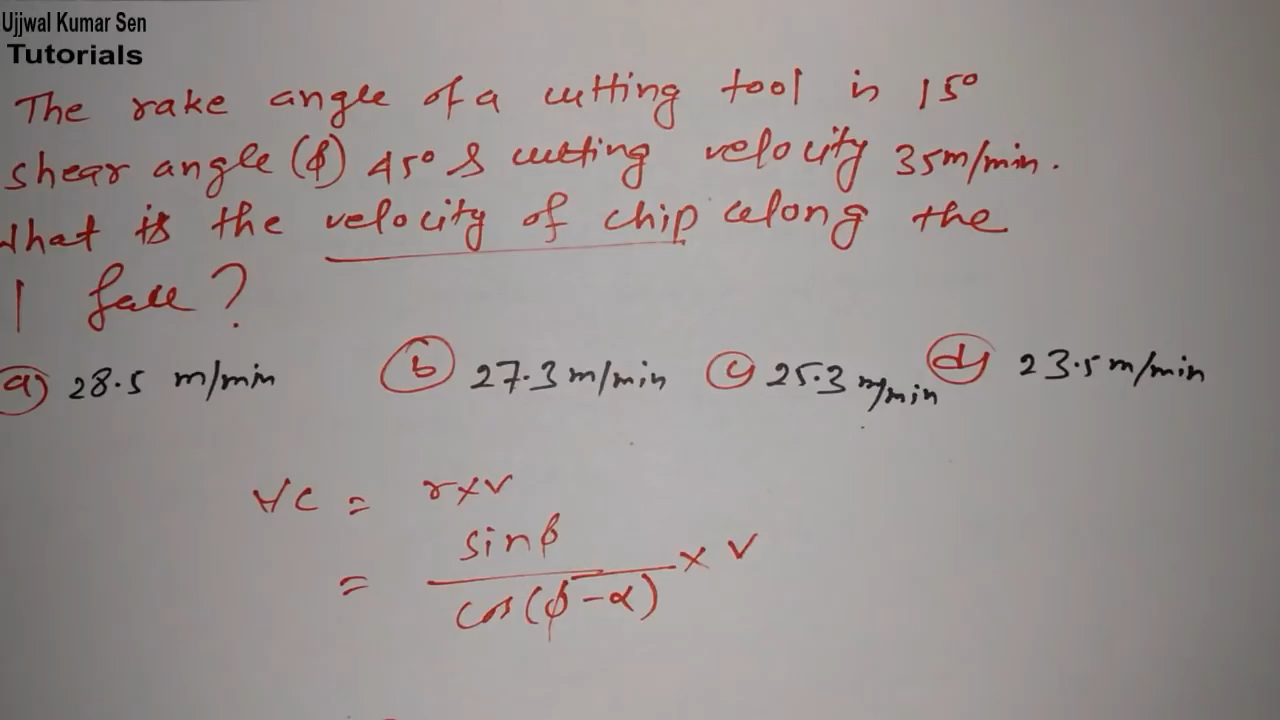 Ujjwal Kumar Sen
Tutorials
The rake angle of a cutting tool is 15°
shear angle (ϕ) 45° & cutting velocity 35m/min.
What is the velocity of chip along the
face?
a) 28.5 m/min b) 27.3 m/min c) 25.3 m/min d) 23.5 m/min
Vc = r×v
= sinϕ / cos(ϕ-α) × v